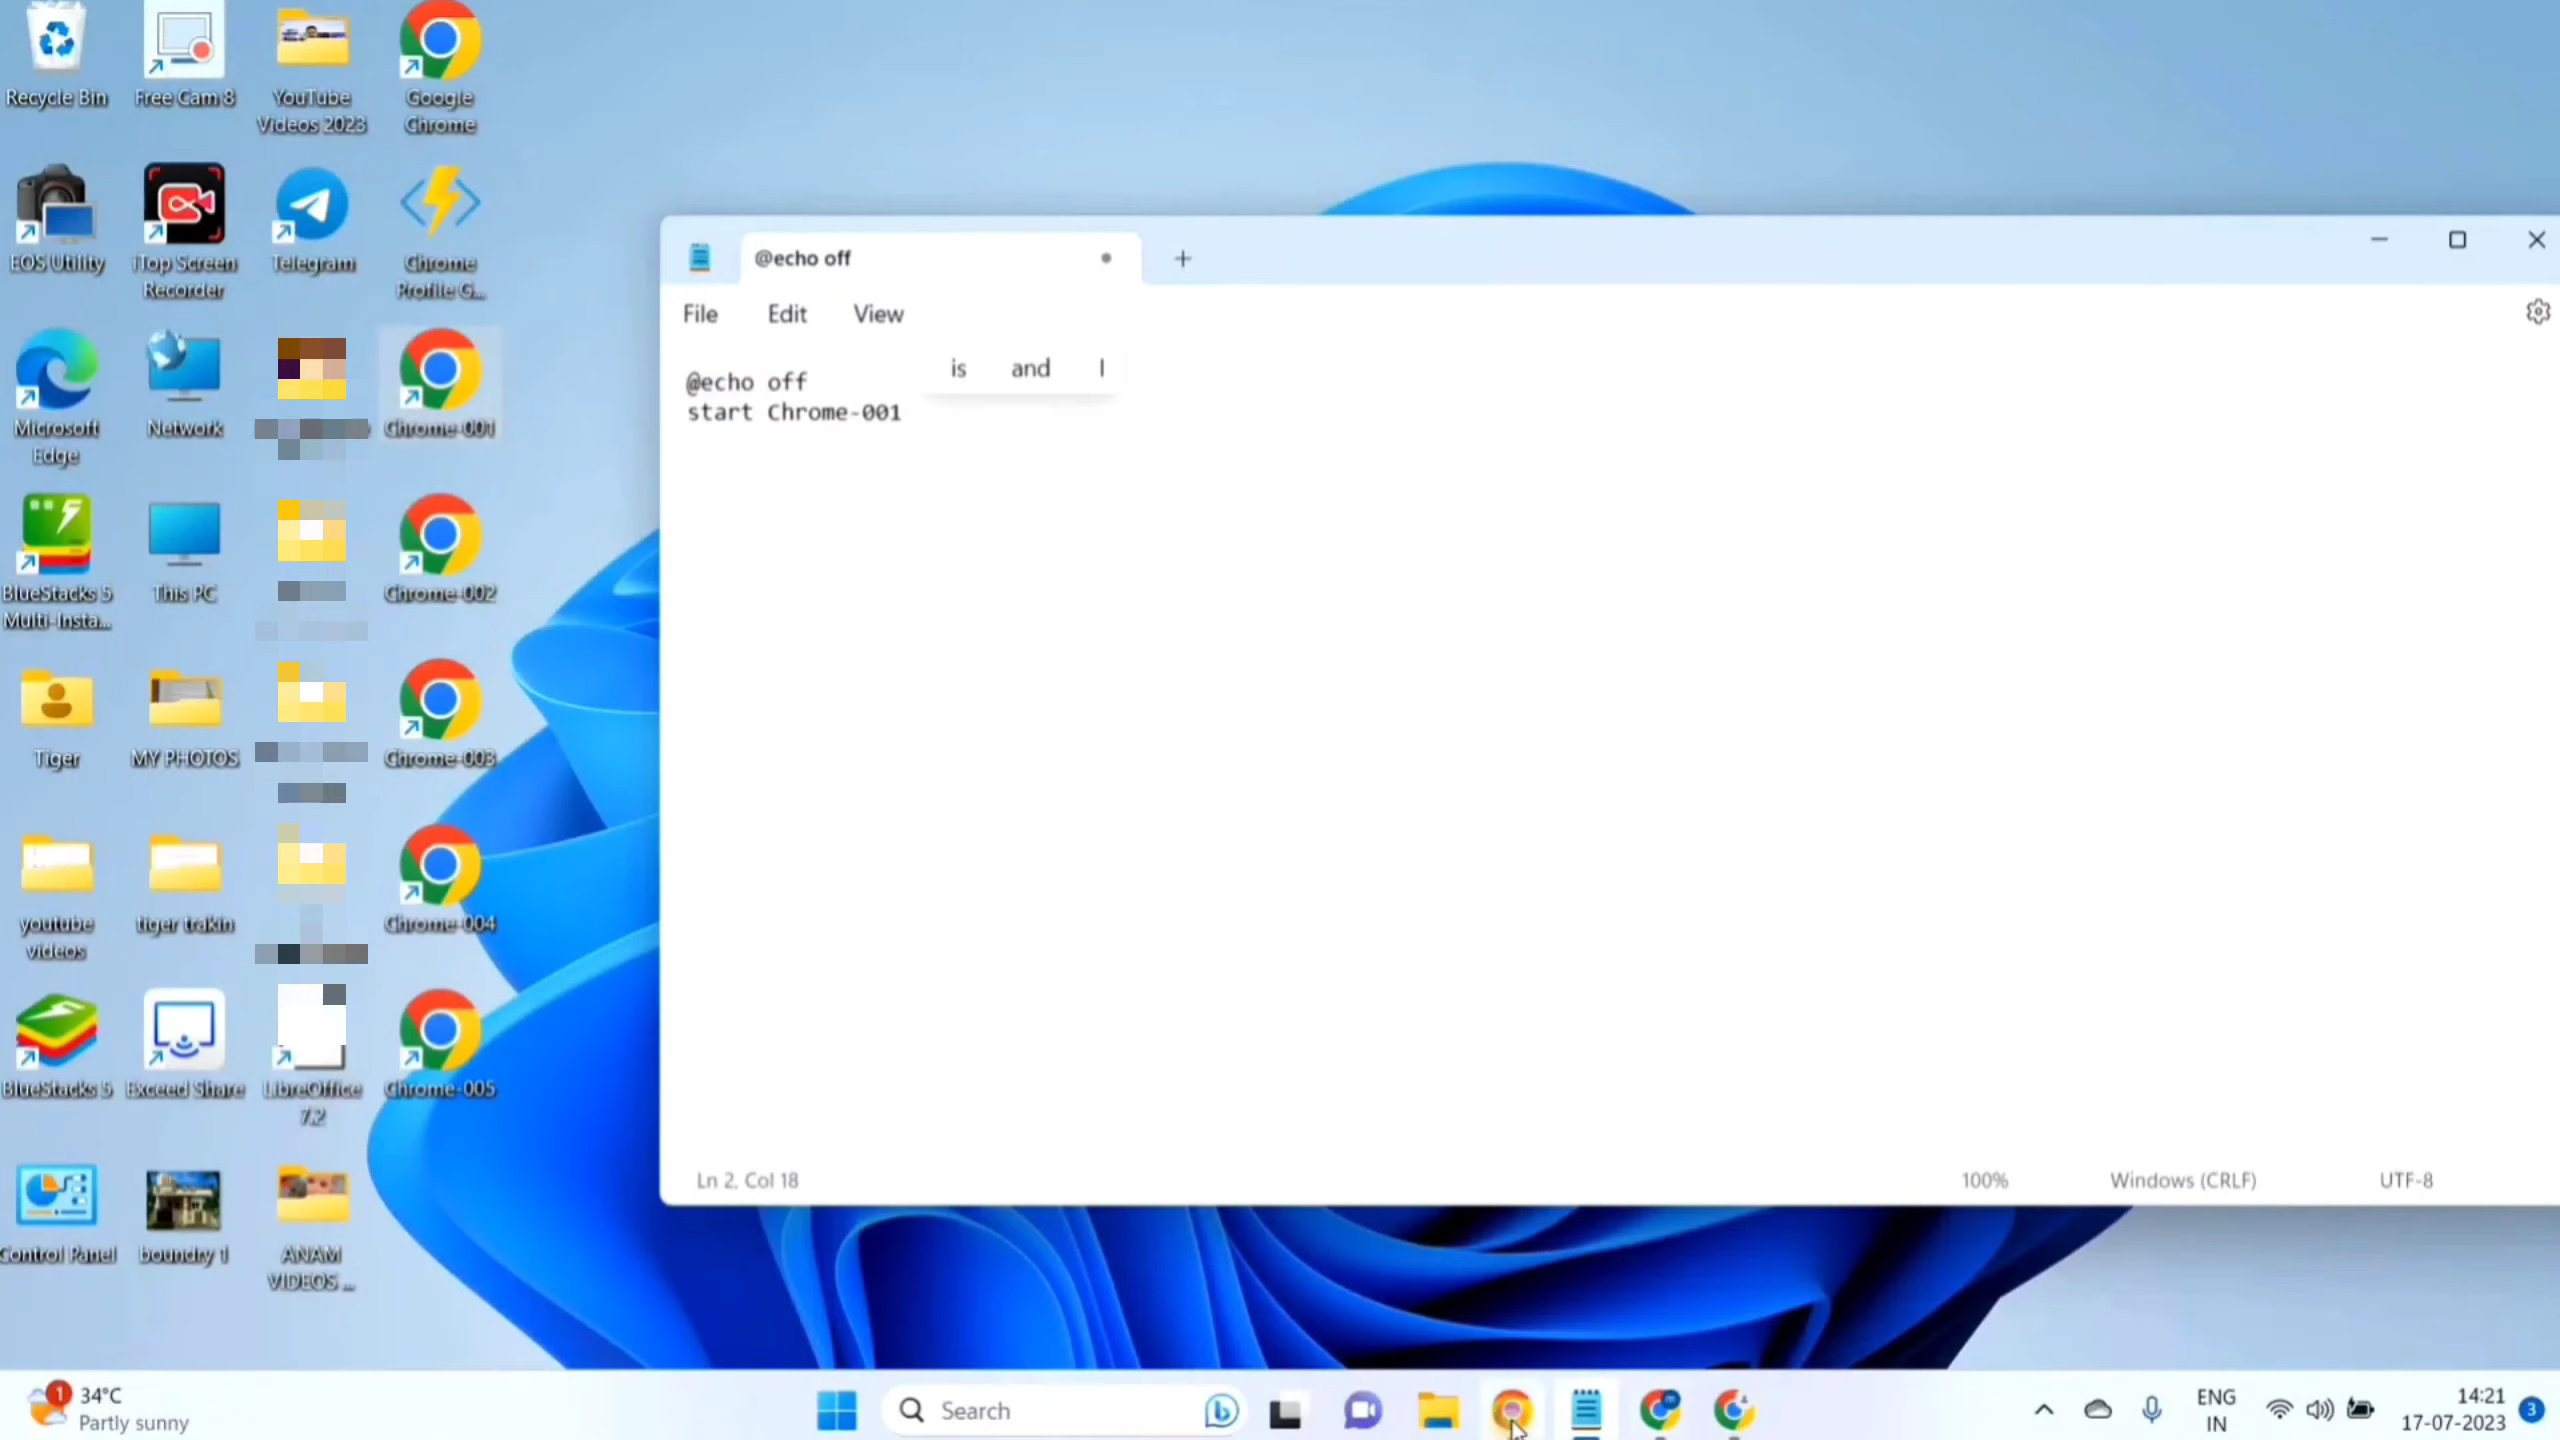 Recycle Bin
Free Cam 8
YouTube
Videos 2023
Google
Chrome
EOS Utility
iTop Screen
Recorder
Telegram
Chrome
Profile G...
Microsoft
Edge
Network
Chrome-001
BlueStacks 5
Multi-Insta...
This PC
Chrome-002
Tiger
MY PHOTOS
Chrome-003
youtube
videos
tiger trakin
Chrome-004
BlueStacks 5
Exceed Share
LibreOffice
7.2
Chrome-005
Control Panel
boundry 1
ANAM
VIDEOS ...
@echo off
File Edit View
is and I
@echo off
start Chrome-001
Ln 2, Col 18 100% Windows (CRLF) UTF-8
1 34°C
Partly sunny
Search
ENG
IN
14:21
17-07-2023
3